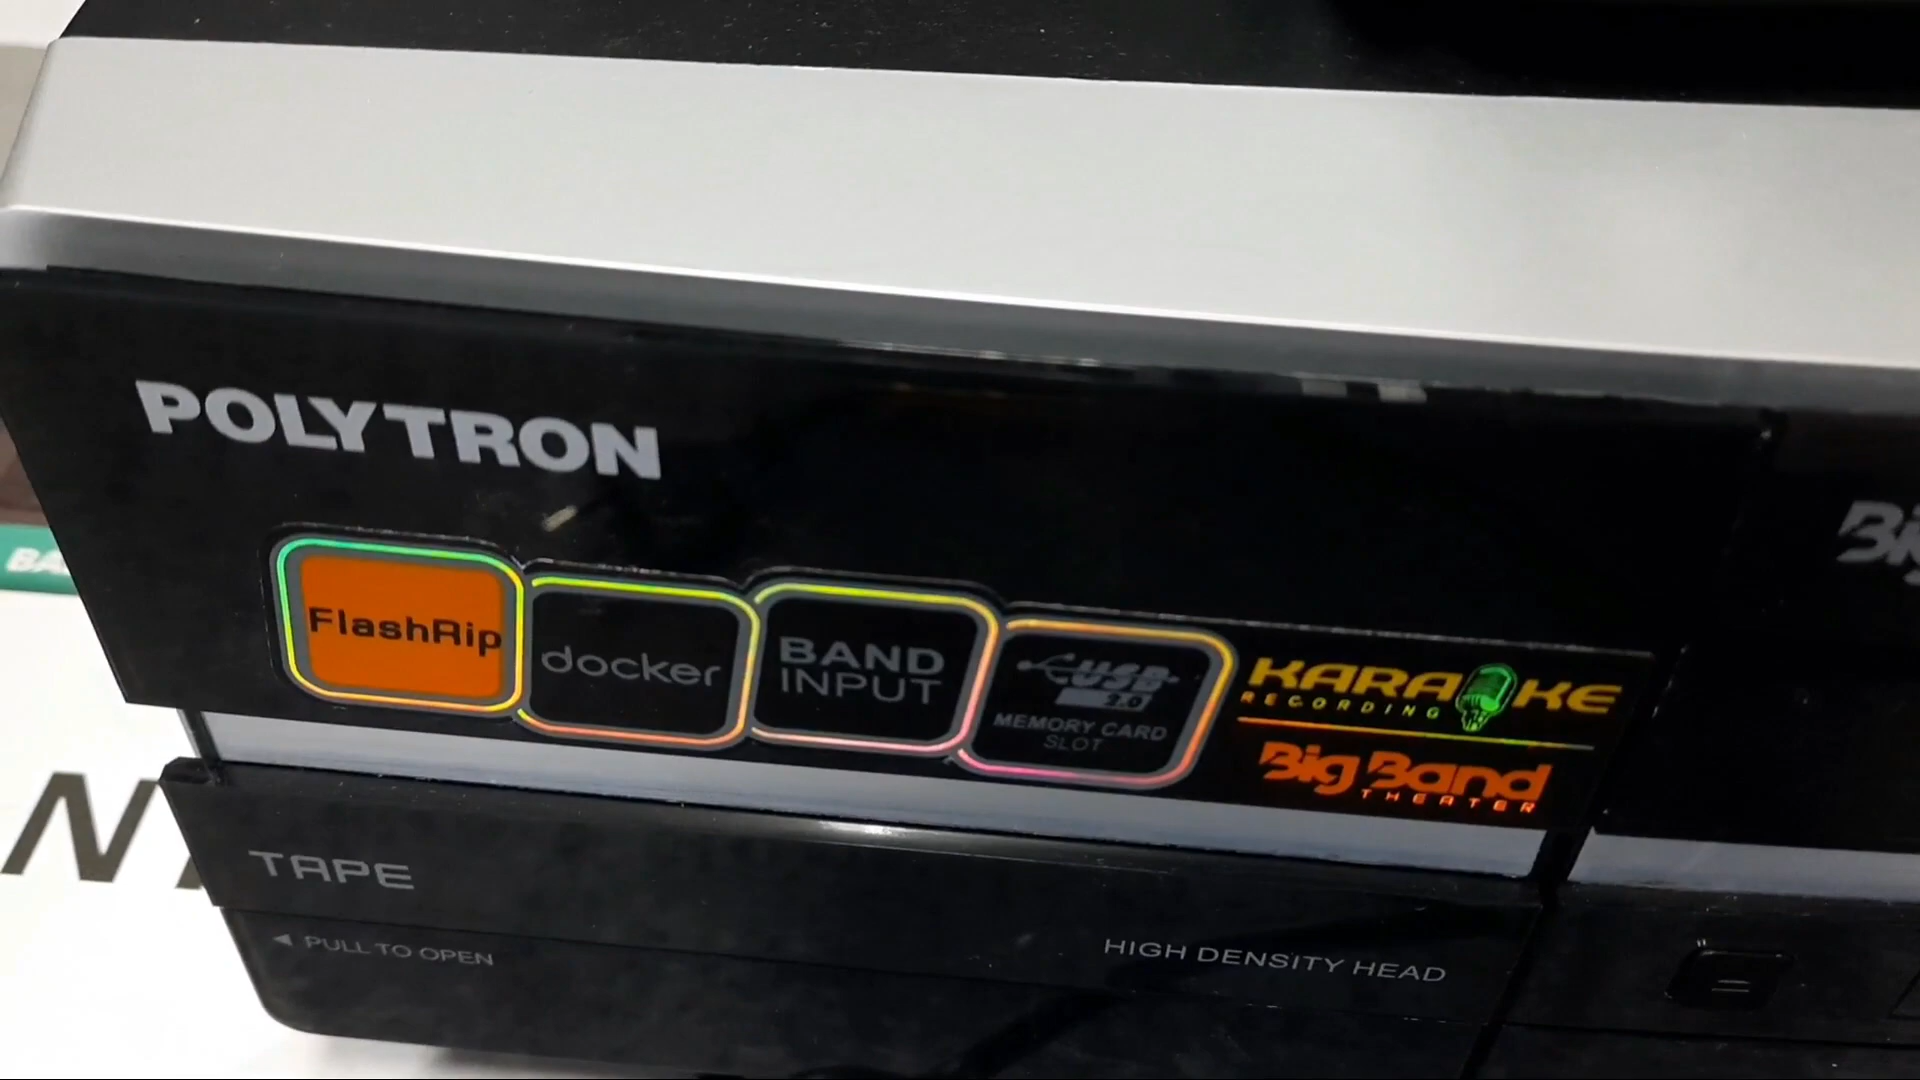 POLYTRON
FlashRip
docker
BAND
INPUT
USB
2.0
MEMORY CARD
SLOT
KARAOKE
RECORDING
Big Band
THEATER
TAPE
PULL TO OPEN
HIGH DENSITY HEAD